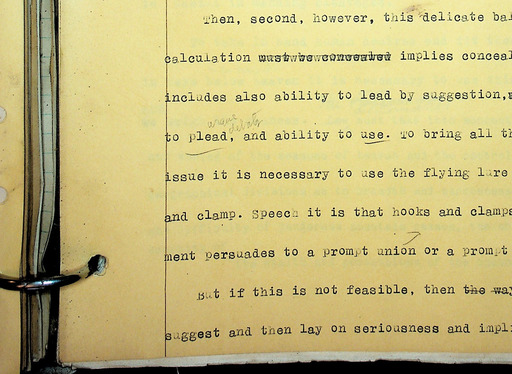 Then, second, however, this delicate bal
calculation must be concealed implies conceal
includes also ability to lead by suggestion,
argue
debate
to plead, and ability to use. To bring all th
issue it is necessary to use the flying lure
and clamp. Speech it is that hooks and clamps
ment persuades to a prompt union or a prompt
But if this is not feasible, then the way
suggest and then lay on seriousness and impli